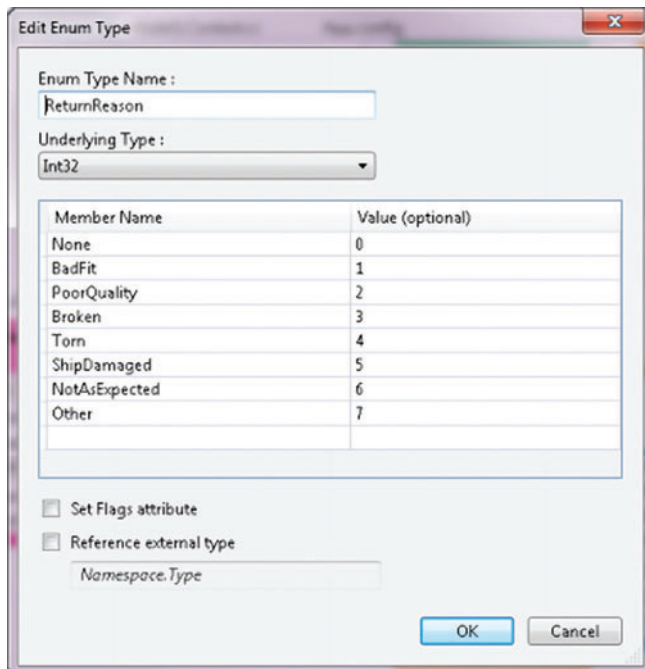 Edit Enum Type
Enum Type Name :
ReturnReason
Underlying Type :
Int32
Member Name Value (optional)
None 0
BadFit 1
PoorQuality 2
Broken 3
Torn 4
ShipDamaged 5
NotAsExpected 6
Other 7
Set Flags attribute
Reference external type
Namespace.Type
OK Cancel